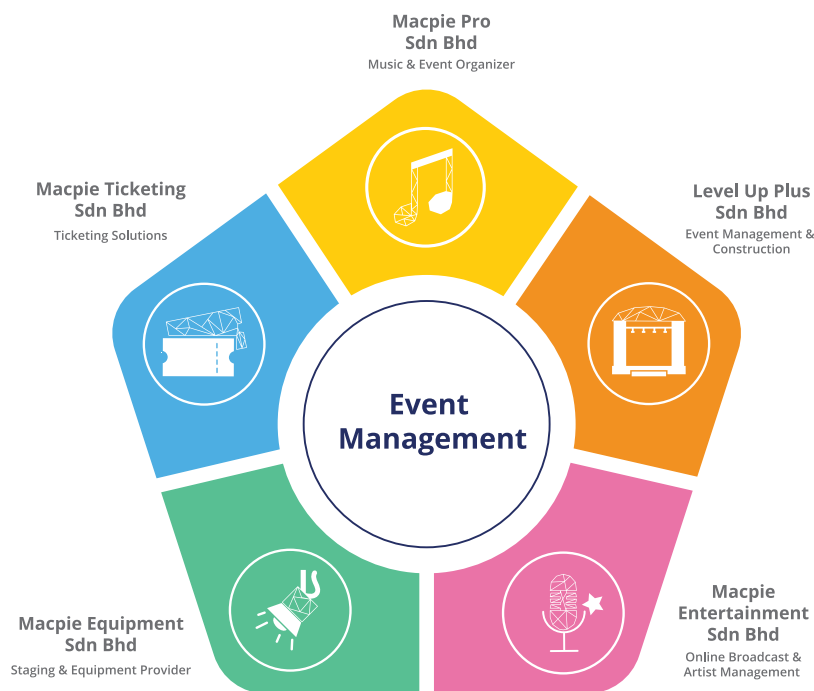 Macpie Pro
Sdn Bhd
Music & Event Organizer
Macpie Ticketing
Sdn Bhd
Ticketing Solutions
Level Up Plus
Sdn Bhd
Event Management &
Construction
Event
Management
Macpie Equipment
Sdn Bhd
Staging & Equipment Provider
Macpie
Entertainment
Sdn Bhd
Online Broadcast &
Artist Management